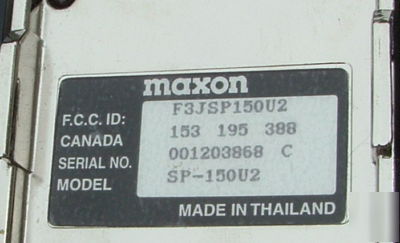 maxon
F.C.C. ID: F3JSP150U2
CANADA 153 195 388
SERIAL NO. 001203868 C
MODEL SP-150U2
MADE IN THAILAND